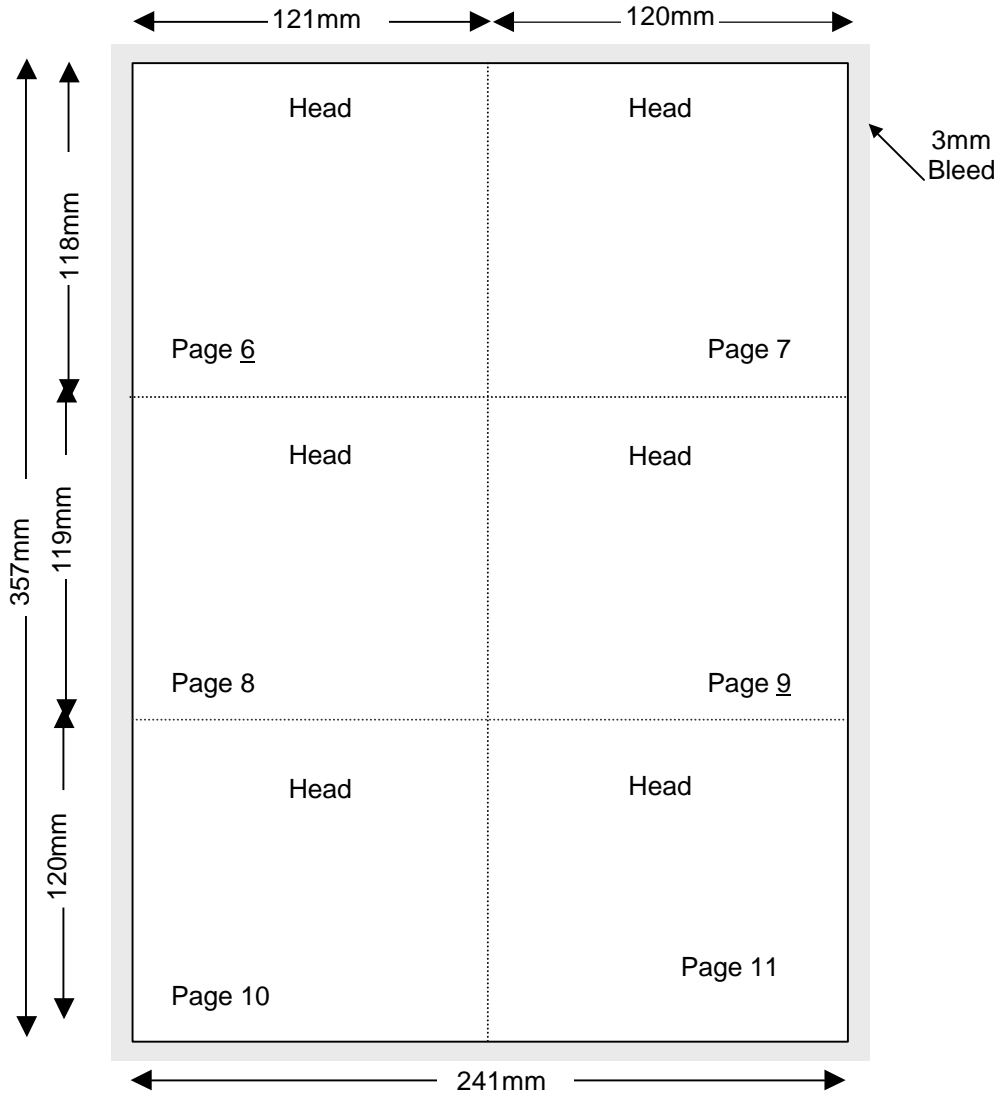 121mm
120mm
Head
Head
3mm
Bleed
118mm
Page 6
Page 7
Head
Head
119mm
357mm
Page 8
Page 9
Head
Head
120mm
Page 11
Page 10
241mm